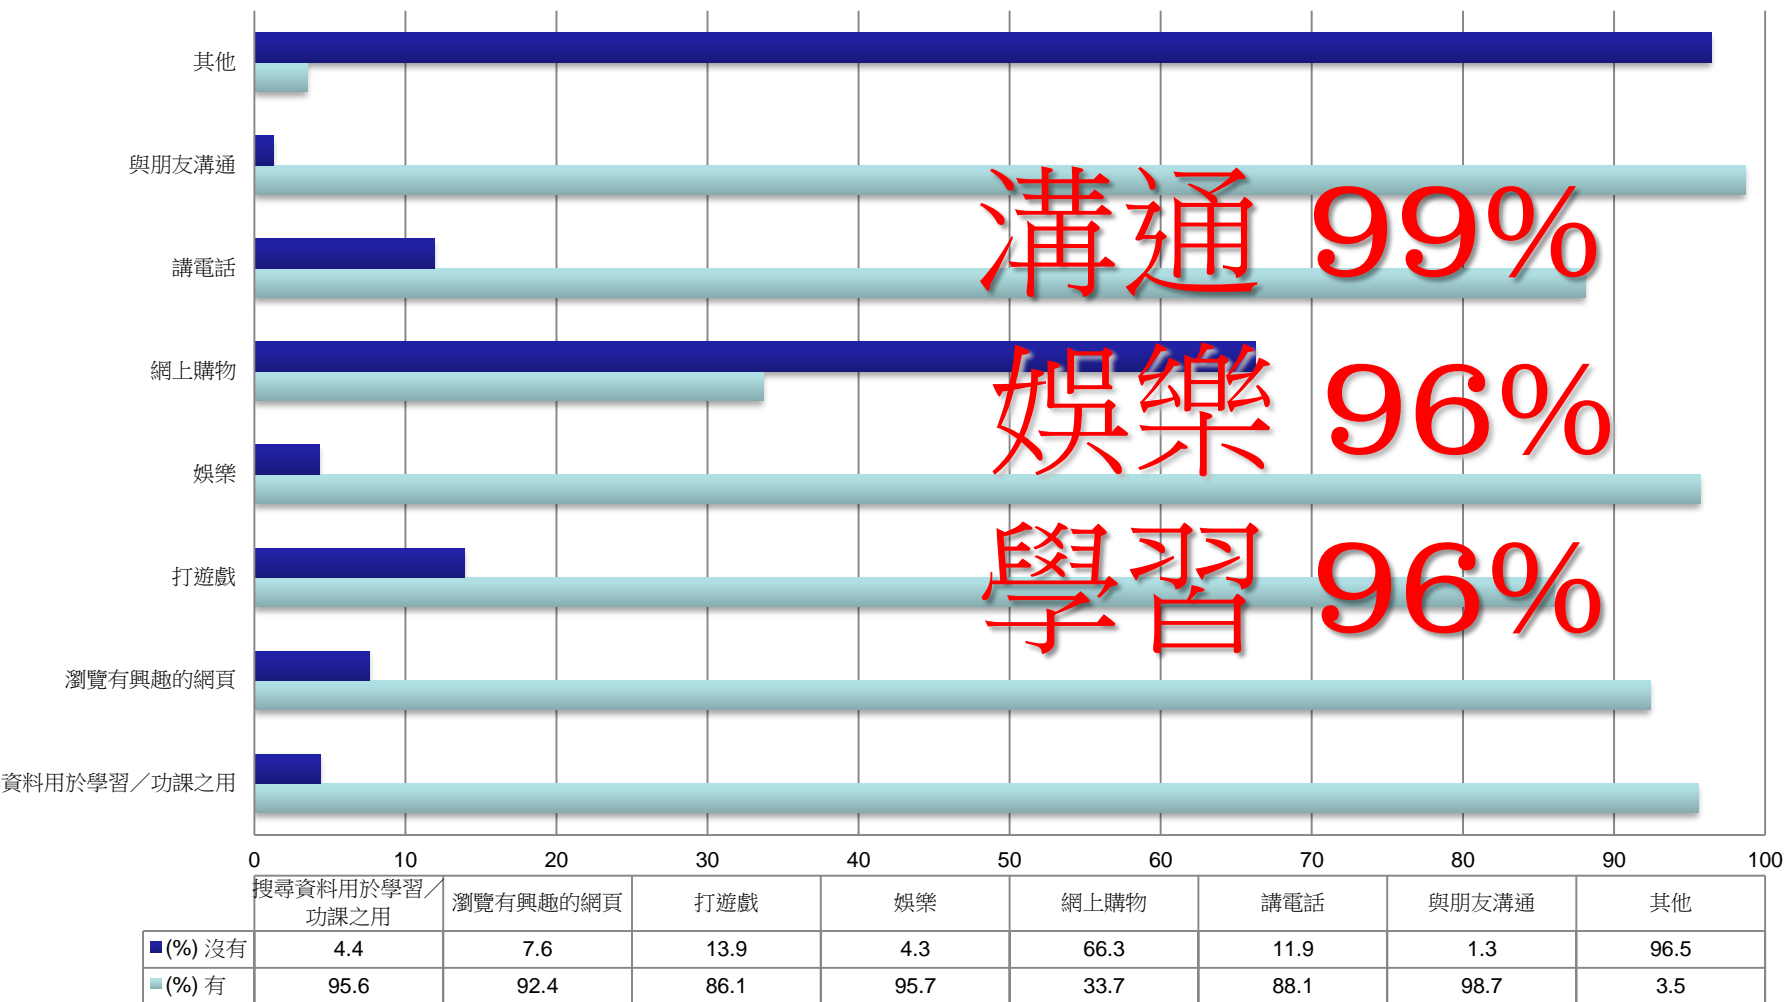 其他
與朋友溝通
講電話
網上購物
娛樂
打遊戲
瀏覽有興趣的網頁
資料用於學習／功課之用
溝通 99%
娛樂 96%
學習 96%
0 10 20 30 40 50 60 70 80 90 100
搜尋資料用於學習／
功課之用
瀏覽有興趣的網頁 打遊戲 娛樂 網上購物 講電話 與朋友溝通 其他
(%) 沒有 4.4 7.6 13.9 4.3 66.3 11.9 1.3 96.5
(%) 有 95.6 92.4 86.1 95.7 33.7 88.1 98.7 3.5